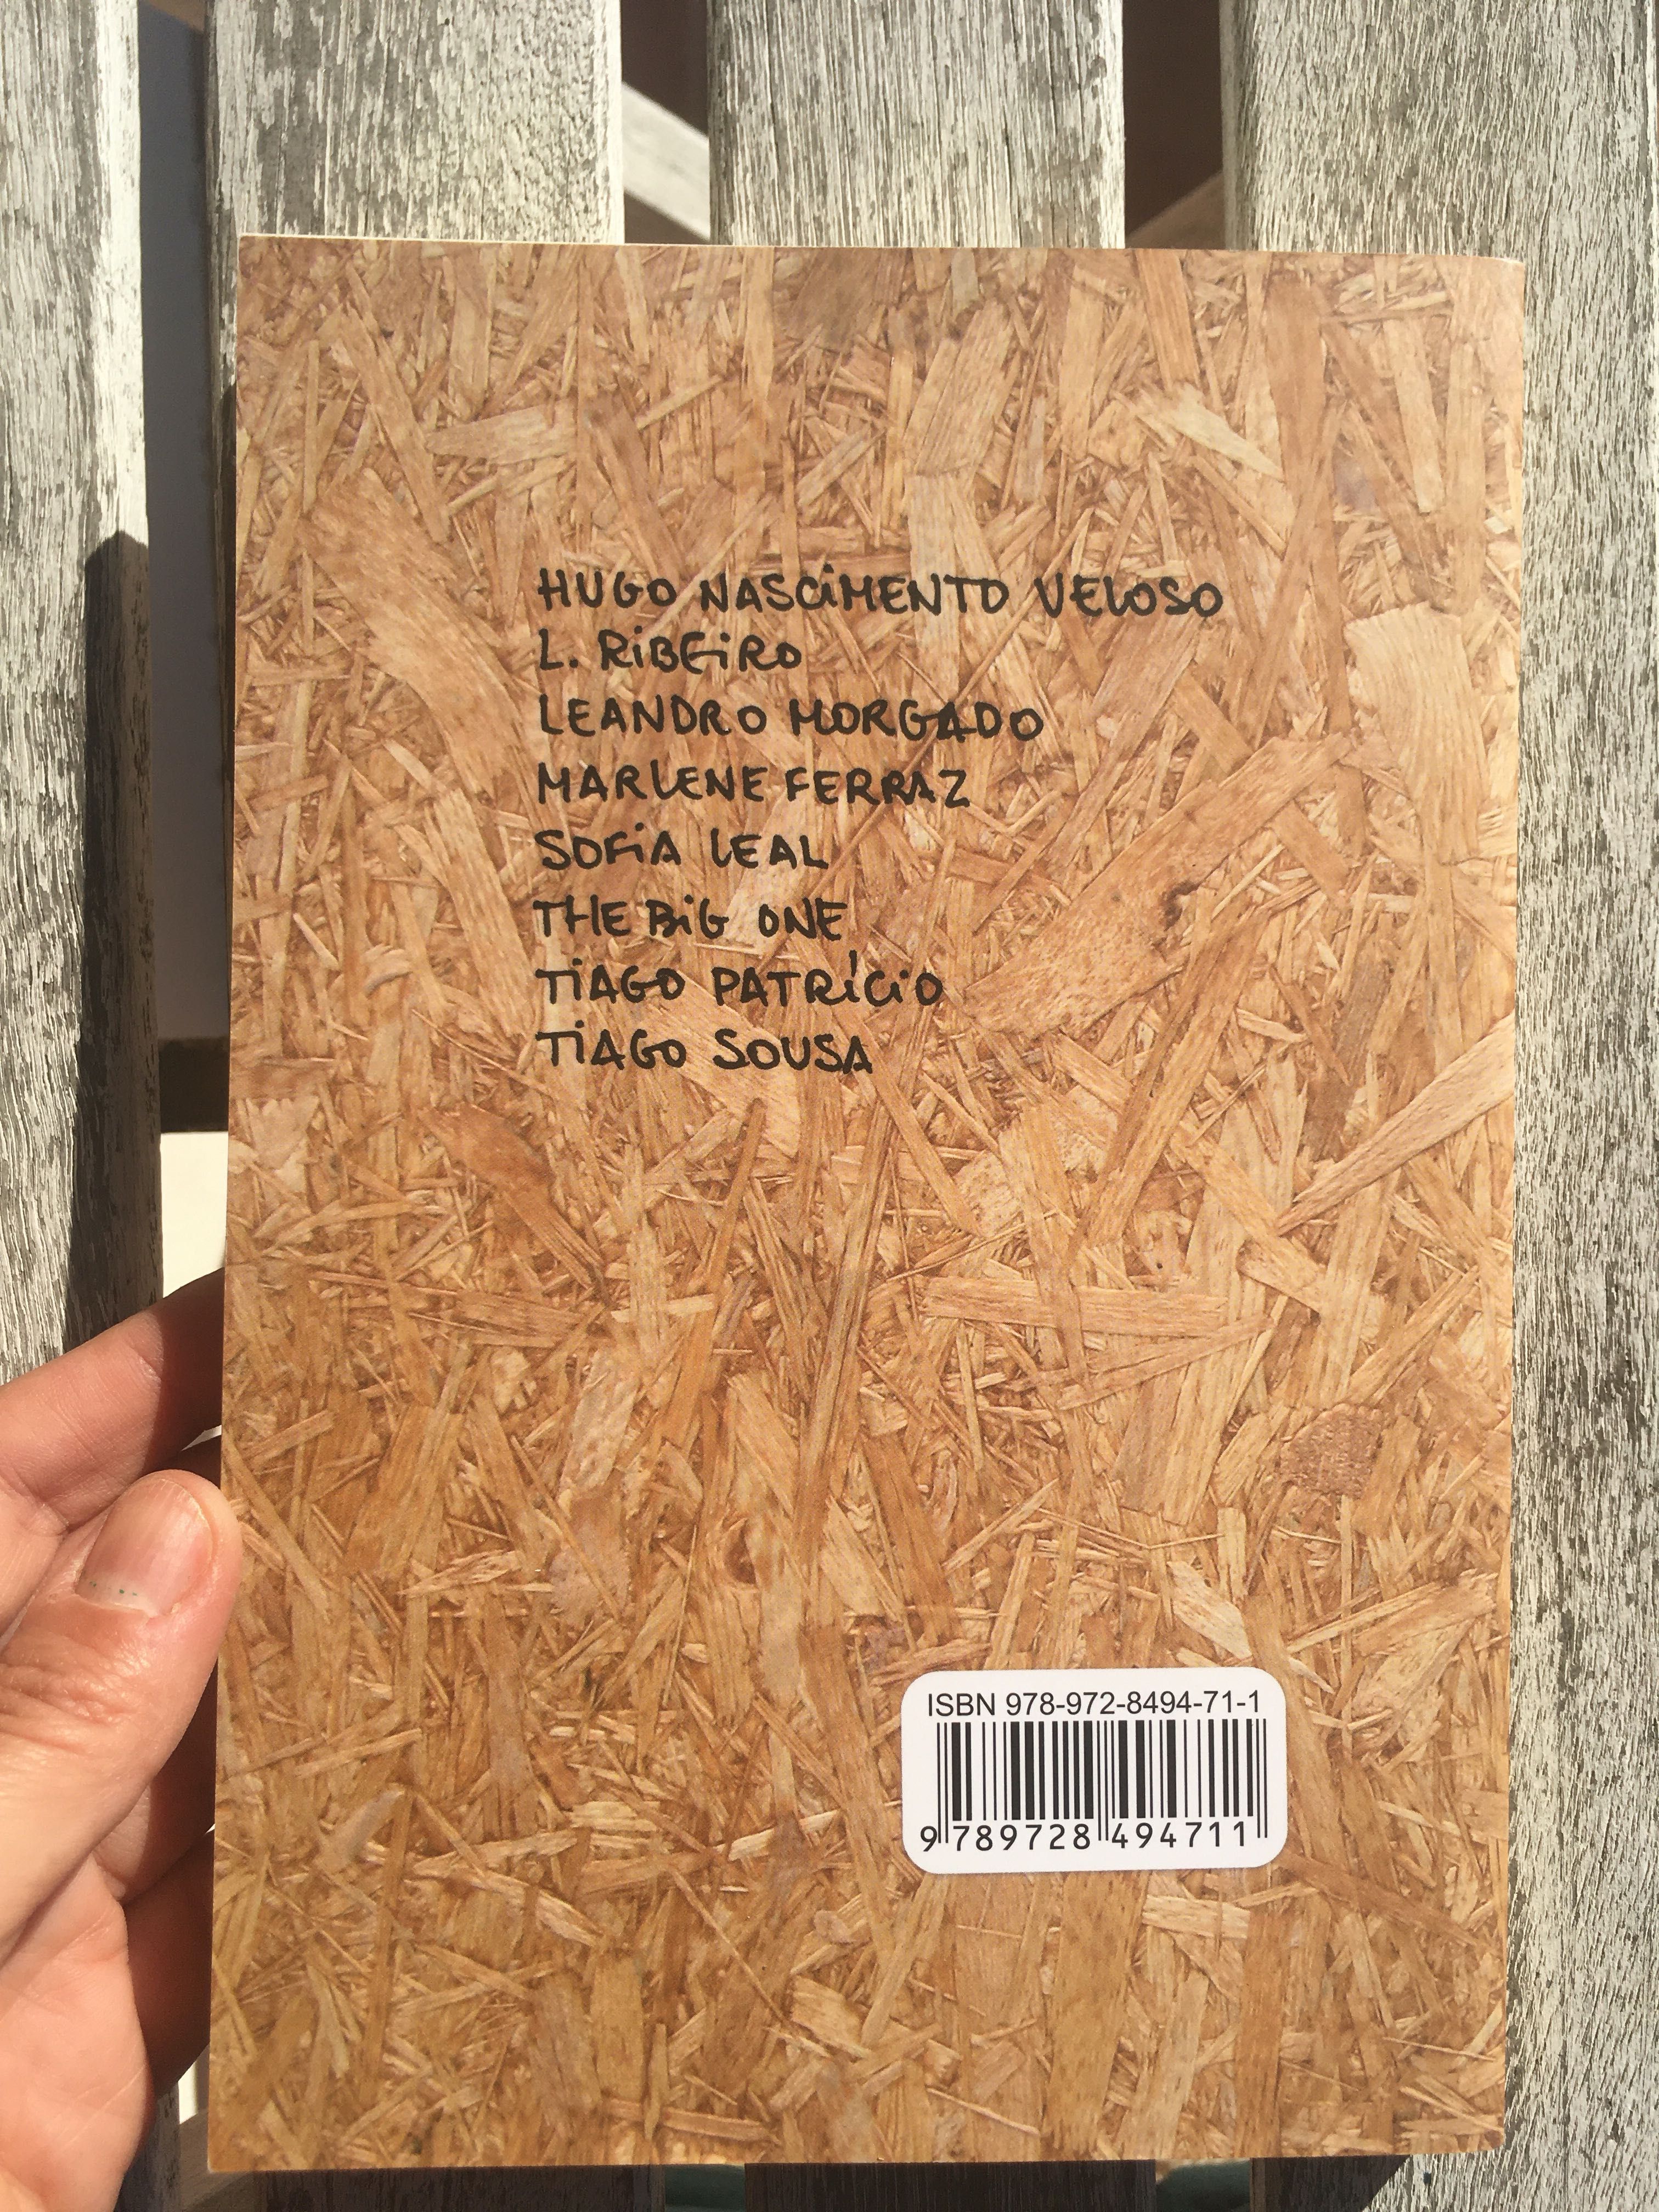 HUGO NASCiMENTO VELOSO
L. RiBEiRO
LEANDRO MORGADO
MARLENE FERRAZ
SOFiA LEAL
THE BiG ONE
TiAGO PATRíCiO
TiAGO SOUSA
ISBN 978-972-8494-71-1
9 789728 494711